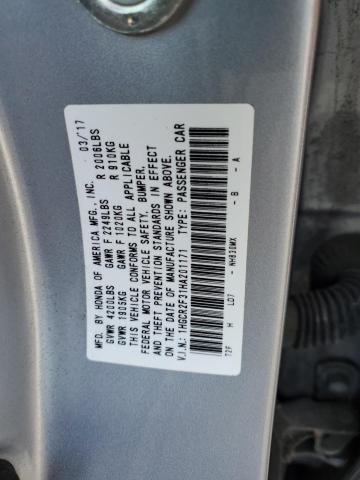 MFD. BY HONDA OF AMERICA MFG., INC. 03/17
GVWR 4200LBS GAWR F 2249LBS R 2006LBS
GVWR 1905KG GAWR F 1020KG R 910KG
THIS VEHICLE CONFORMS TO ALL APPLICABLE
FEDERAL MOTOR VEHICLE SAFETY, BUMPER,
AND THEFT PREVENTION STANDARDS IN EFFECT
ON THE DATE OF MANUFACTURE SHOWN ABOVE.
V.I.N.: 1HGCR2F31HA201171 TYPE: PASSENGER CAR
T2F H LD7 - NH830MX - B - A